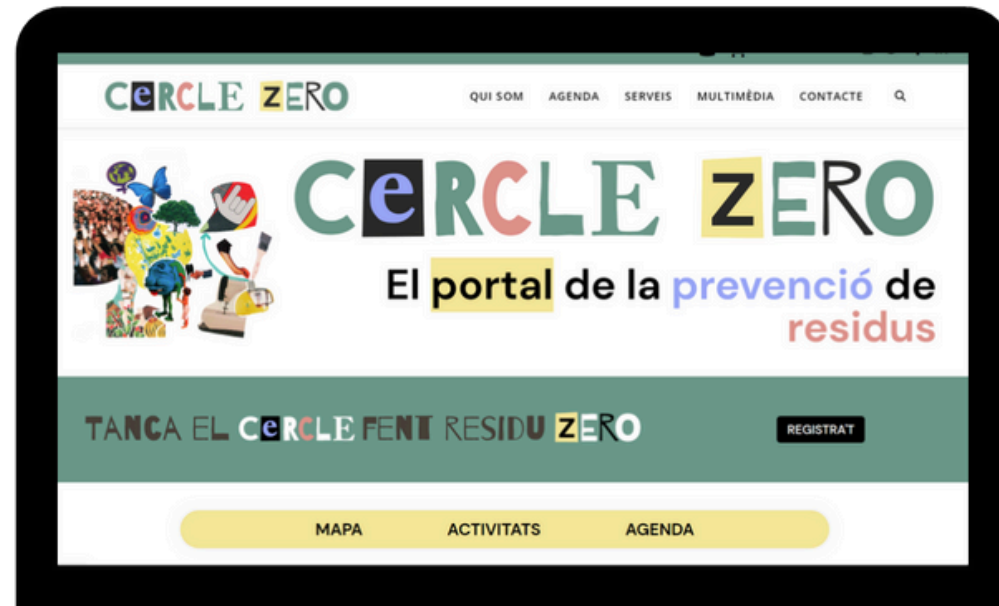 CeRCLE ZERO
QUI SOM AGENDA SERVEIS MULTIMÈDIA CONTACTE
CeRCLE ZERO
El portal de la prevenció de
residus
TANCA EL CeRCLE FENT RESIDU ZERO
REGISTRA'T
MAPA ACTIVITATS AGENDA